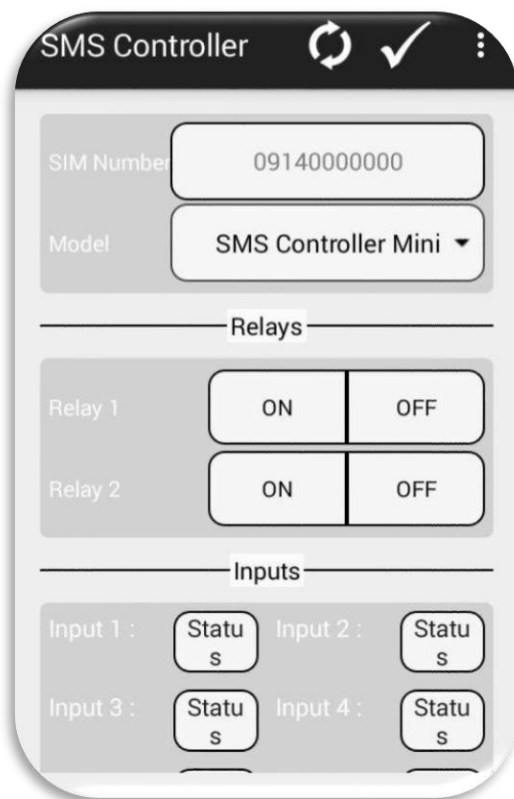 SMS Controller
SIM Number 09140000000
Model SMS Controller Mini
Relays
Relay 1 ON OFF
Relay 2 ON OFF
Inputs
Input 1 : Statu Input 2 : Statu
s s
Input 3 : Statu Input 4 : Statu
s s